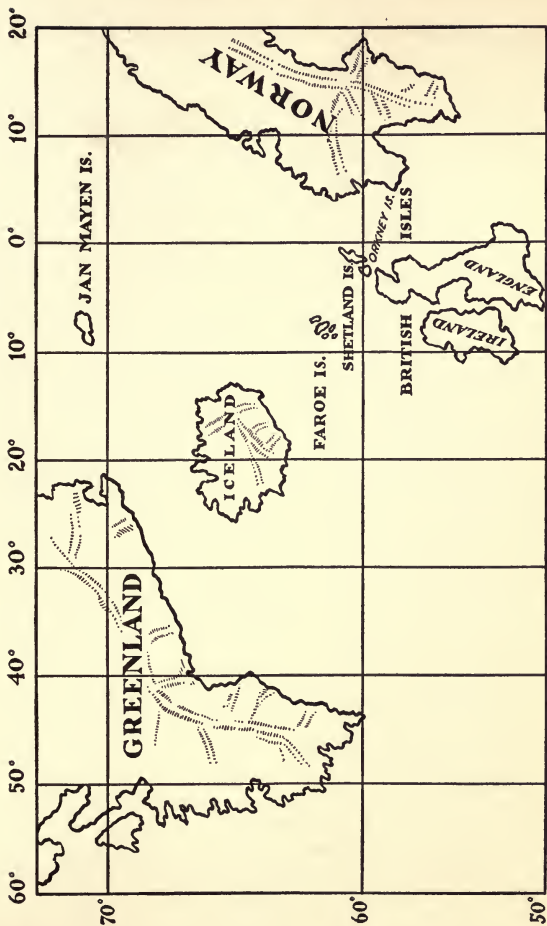 60°
50°
40°
30°
20°
10°
0°
10°
20°
70°
60°
50°
GREENLAND
ICELAND
JAN MAYEN IS.
NORWAY
FAROE IS.
SHETLAND IS.
ORKNEY IS.
BRITISH ISLES
IRELAND
ENGLAND